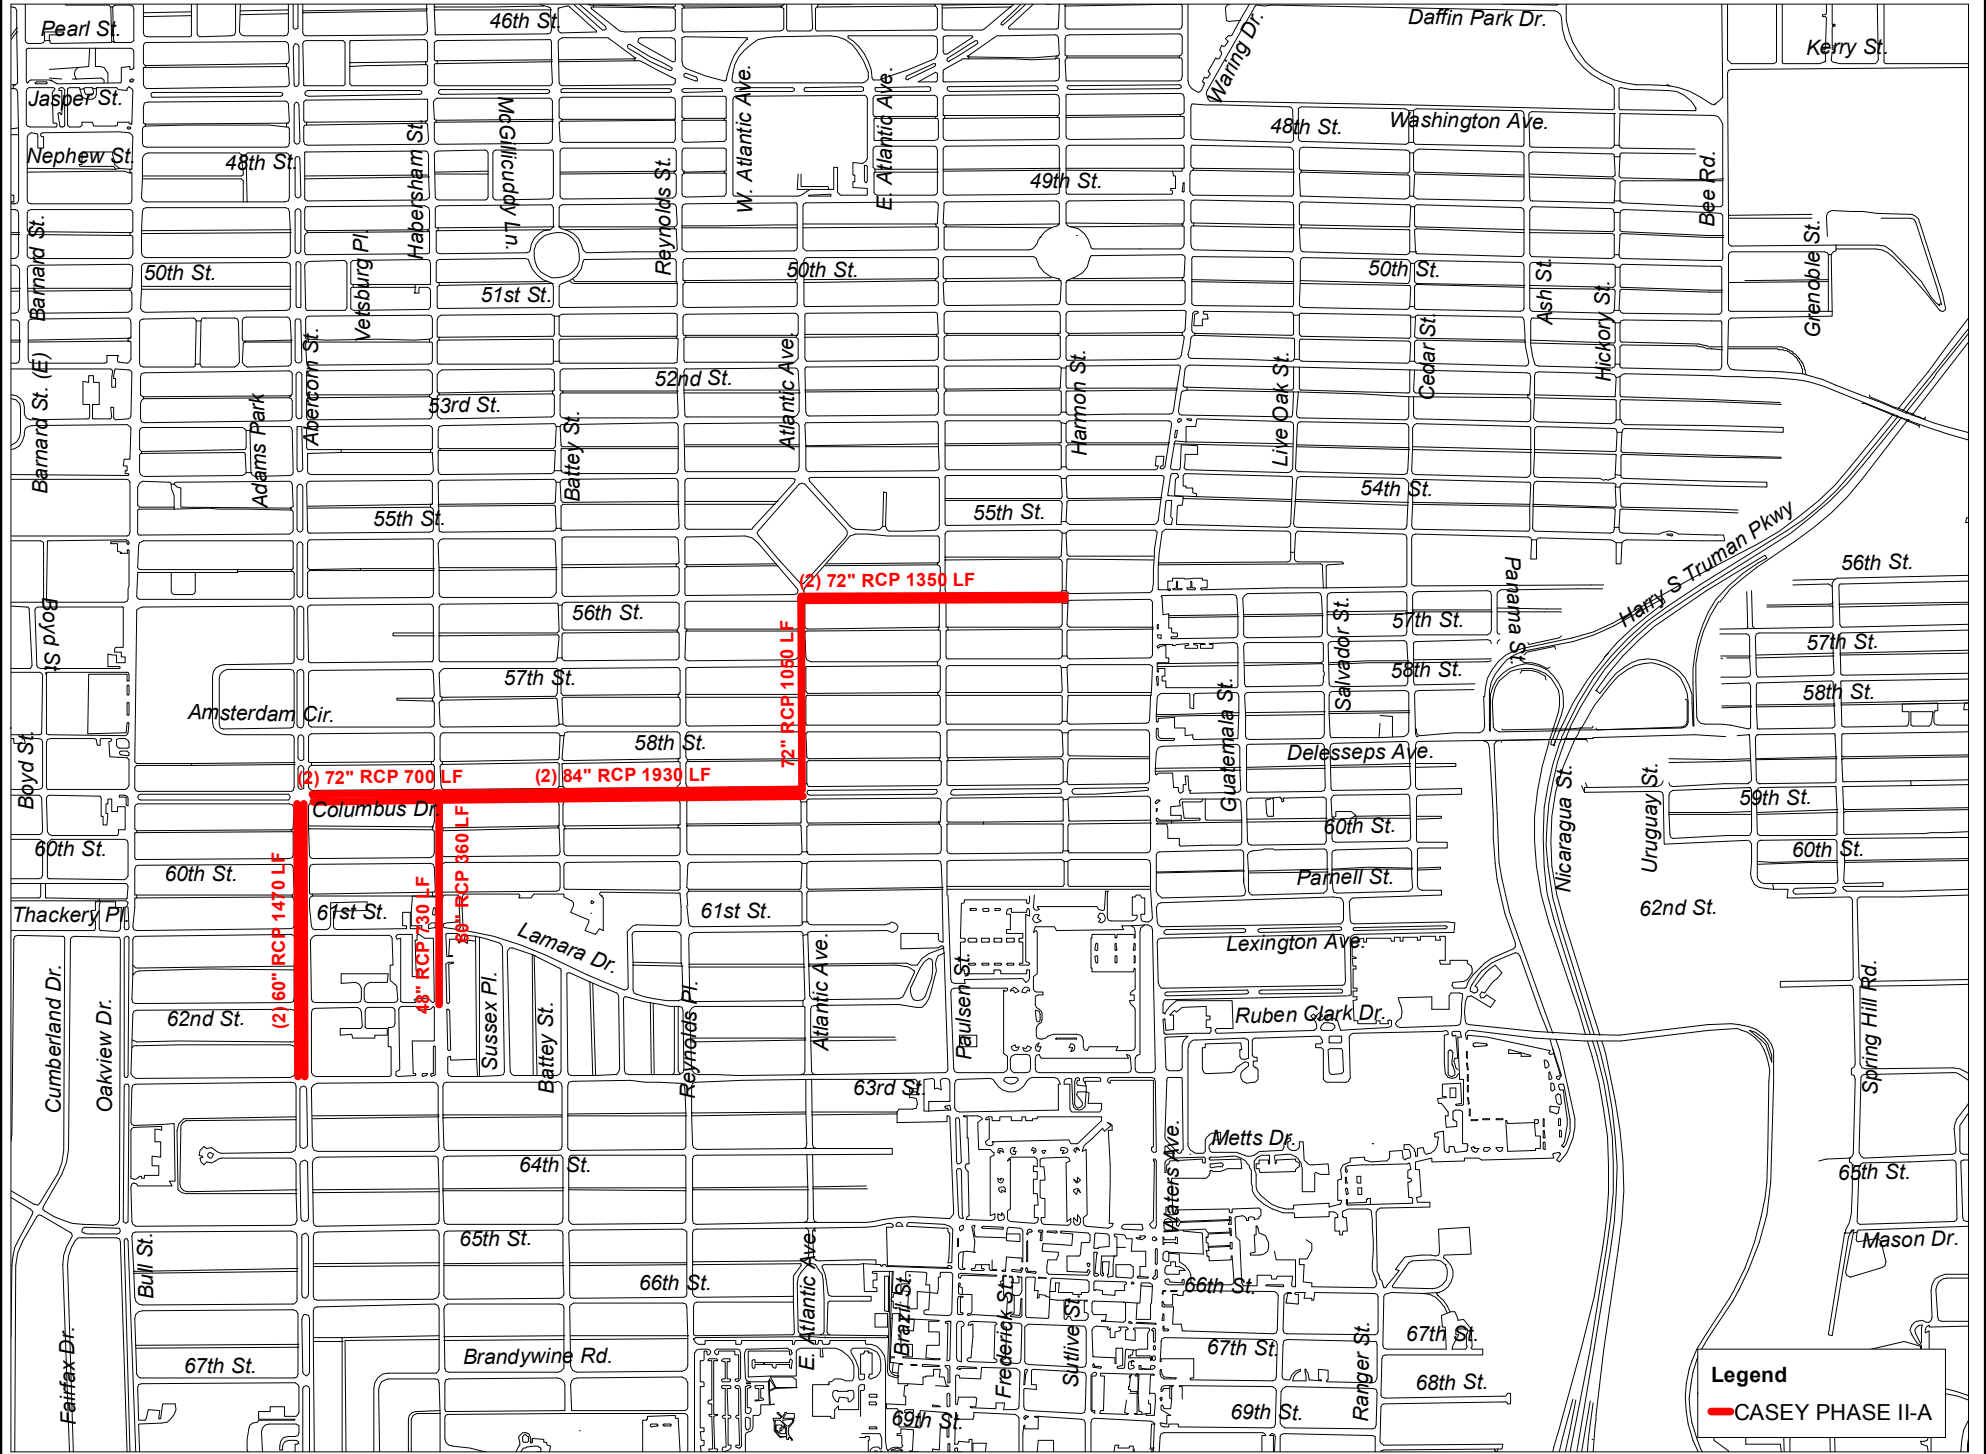 46th St.
Daffin Park Dr.
Pearl St.
Kerry St.
Waring Dr.
Jasper St.
McGillicuddy Ln.
W. Atlantic Ave.
E. Atlantic Ave.
Habersham St.
48th St.
Washington Ave.
Nephew St.
48th St.
Reynolds St.
Bee Rd.
49th St.
Barnard St.
Vetsburg Pl.
Grenoble St.
50th St.
50th St.
50th St.
51st St.
Ash St.
Hickory St.
Abercorn St.
Atlantic Ave.
Cedar St.
Harmon St.
Live Oak St.
Barnard St. (E)
52nd St.
Adams Park
53rd St.
Battey St.
54th St.
55th St.
55th St.
Harry S Truman Pkwy
56th St.
Panama St.
(2) 72" RCP 1350 LF
Boyd St
56th St.
Salvador St.
57th St.
72" RCP 1050 LF
57th St.
57th St.
58th St.
58th St.
Guatemala St.
Amsterdam Cir.
Boyd St.
58th St.
Delesseps Ave.
(2) 72" RCP 700 LF
(2) 84" RCP 1930 LF
Nicaragua St.
Uruguay St.
59th St.
Columbus Dr.
60" RCP 360 LF
60th St.
60th St.
60th St.
60th St.
(2) 60" RCP 1470 LF
48" RCP 730 LF
Parnell St.
Thackery Pl.
61st St.
61st St.
62nd St.
Lamara Dr.
Lexington Ave.
Cumberland Dr.
Oakview Dr.
Sussex Pl.
Battey St.
Reynolds Pl.
Atlantic Ave.
Paulsen St.
62nd St.
Ruben Clark Dr.
Spring Hill Rd.
63rd St.
Waters Ave.
Metts Dr.
64th St.
65th St.
Bull St.
65th St.
Mason Dr.
E. Atlantic Ave.
66th St.
Brazil St.
Frederick St.
Sutlive St.
66th St.
Fairfax Dr.
67th St.
Brandywine Rd.
67th St.
67th St.
Ranger St.
68th St.
69th St.
69th St.
Legend
CASEY PHASE II-A